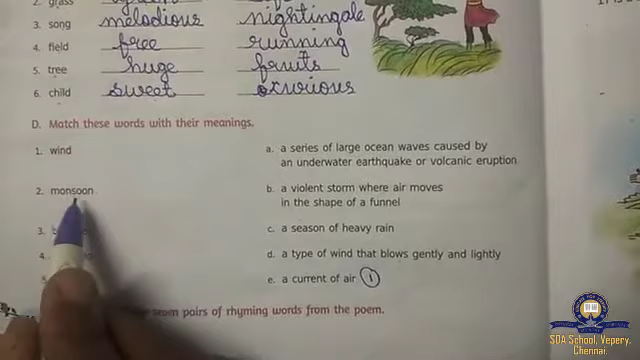 2. grass
3. song melodious nightingale
4. field free running
5. tree huge fruits
6. child sweet
D. Match these words with their meanings.
1. wind
a. a series of large ocean waves caused by
an underwater earthquake or volcanic eruption
2. monsoon
b. a violent storm where air moves
in the shape of a funnel
3.
c. a season of heavy rain
4.
d. a type of wind that blows gently and lightly
e. a current of air 1
pairs of rhyming words from the poem.
SDA School, Vepery,
Chennai.